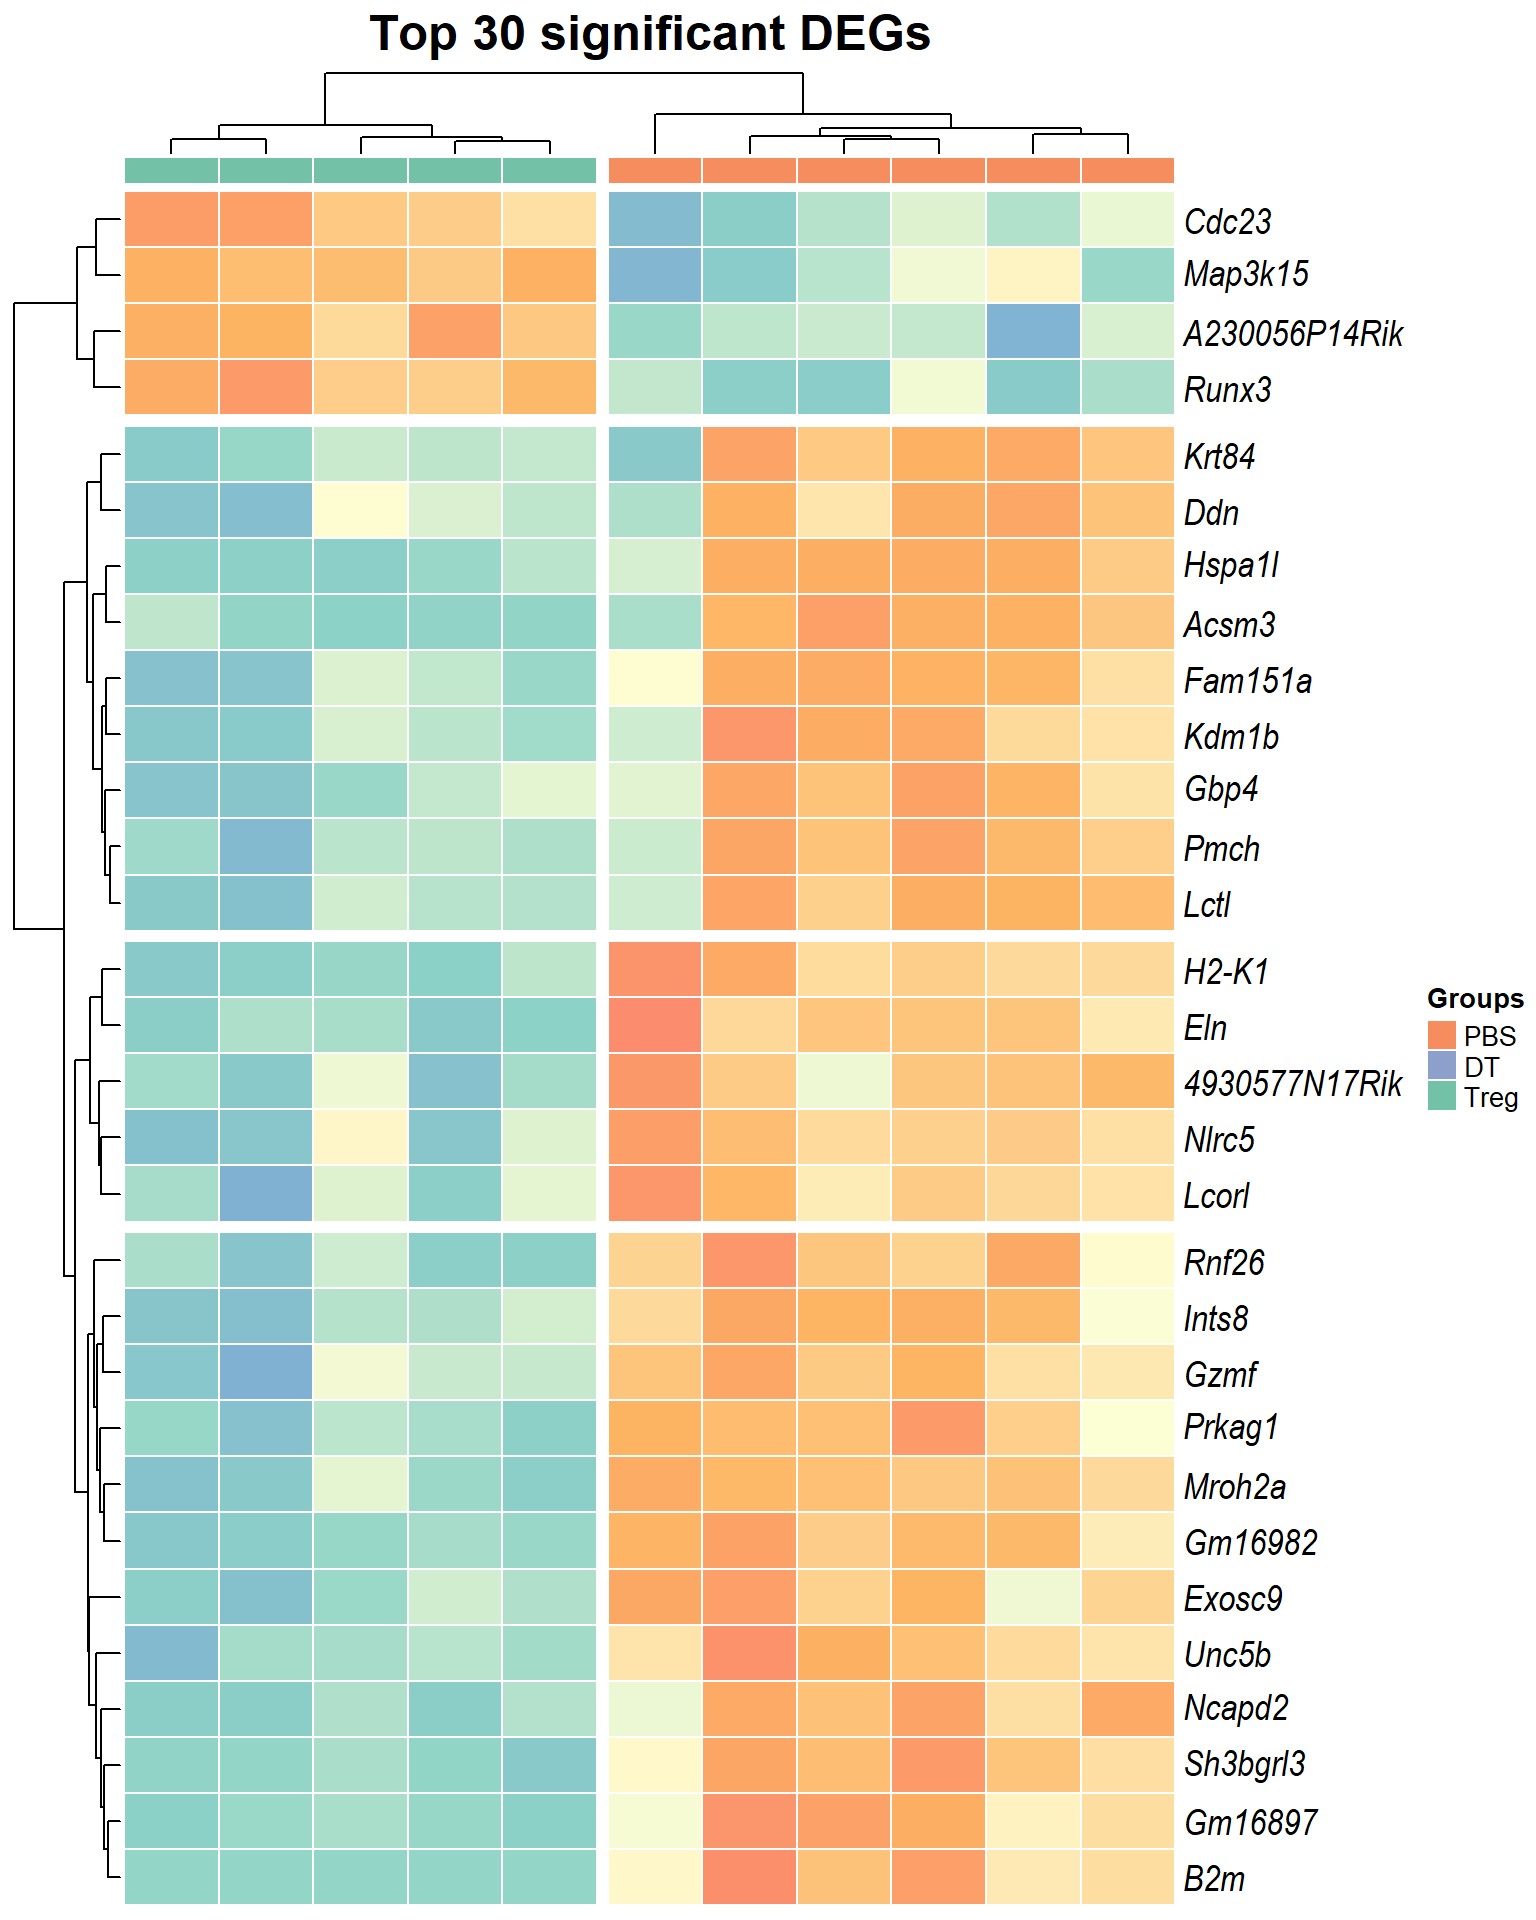 Top 30 significant DEGs
Cdc23
Map3k15
A230056P14Rik
Runx3
Krt84
Ddn
Hspa1l
Acsm3
Fam151a
Kdm1b
Gbp4
Pmch
Lctl
H2-K1
Eln
4930577N17Rik
Nlrc5
Lcorl
Rnf26
Ints8
Gzmf
Prkag1
Mroh2a
Gm16982
Exosc9
Unc5b
Ncapd2
Sh3bgrl3
Gm16897
B2m
Groups
PBS
DT
Treg